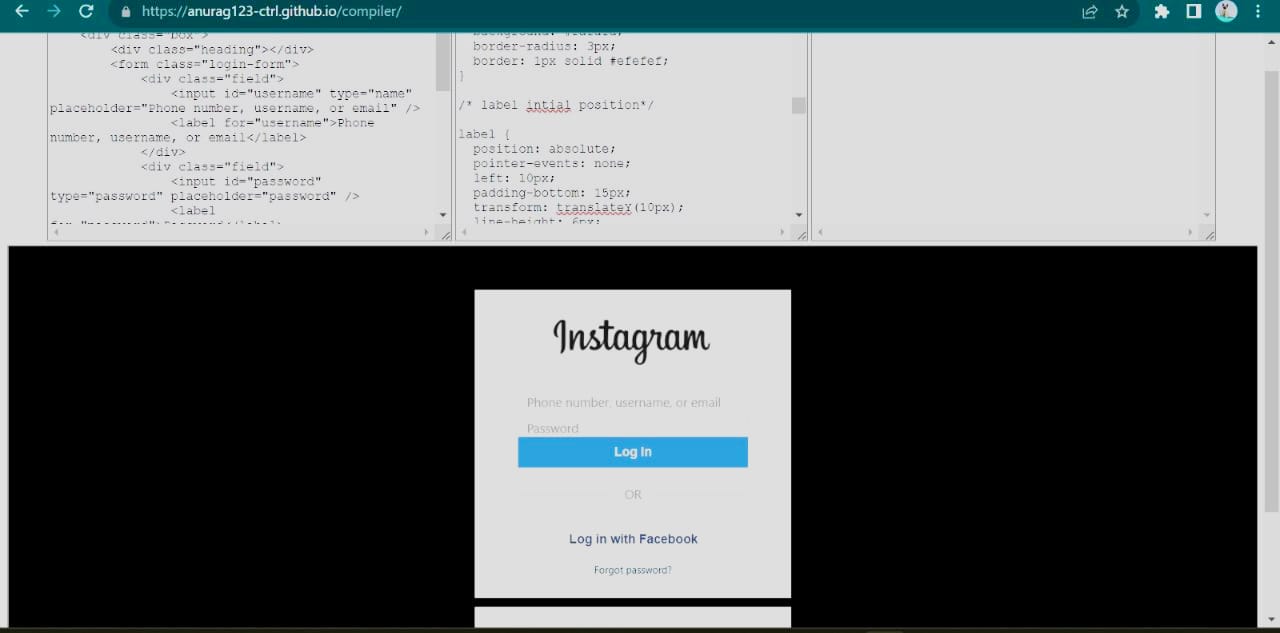 https://anurag123-ctrl.github.io/compiler/
<div class="box">
<div class="heading"></div>
<form class="login-form">
<div class="field">
<input id="username" type="name"
placeholder="Phone number, username, or email" />
<label for="username">Phone
number, username, or email</label>
</div>
<div class="field">
<input id="password"
type="password" placeholder="password" />
<label
border-radius: 3px;
border: 1px solid #efefef;
}
/* label intial position*/
label {
position: absolute;
pointer-events: none;
left: 10px;
padding-bottom: 15px;
transform: translateY(10px);
line-height: 6px;
Instagram
Phone number, username, or email
Password
Log In
OR
Log in with Facebook
Forgot password?